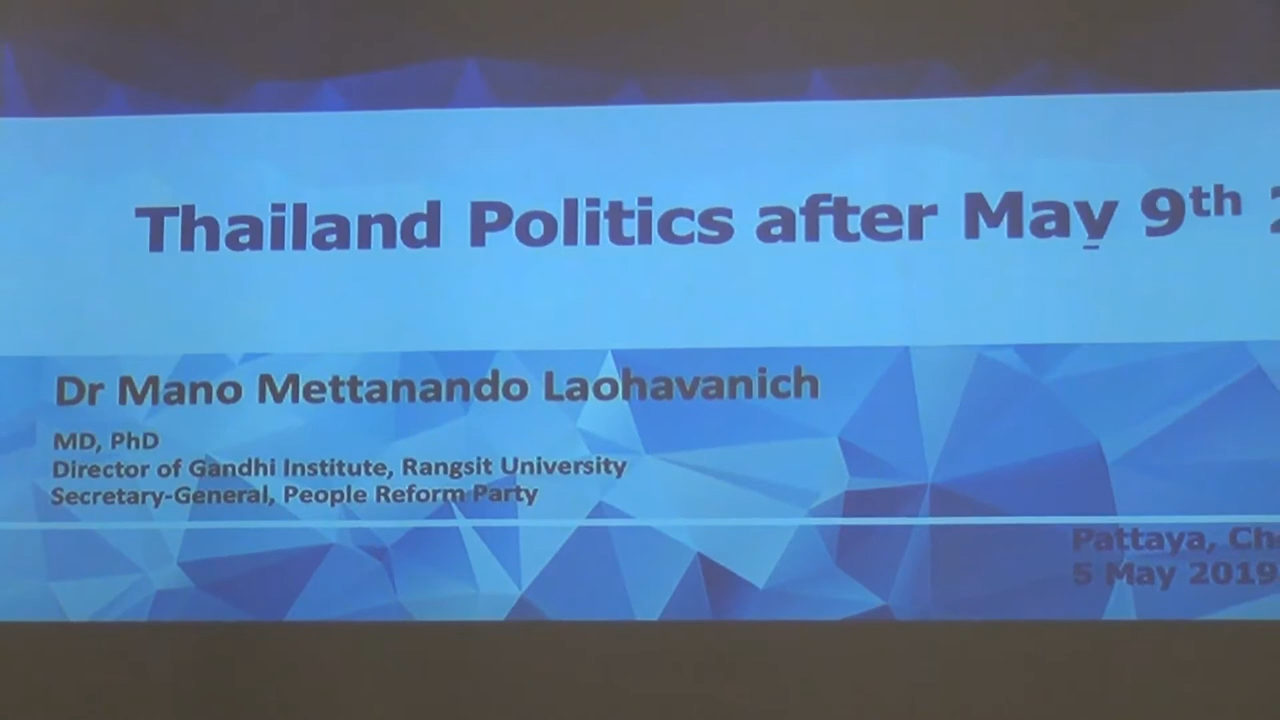 Thailand Politics after May 9th
Dr Mano Mettanando Laohavanich
MD, PhD
Director of Gandhi Institute, Rangsit University
Secretary-General, People Reform Party
Pattaya,
5 May 2019